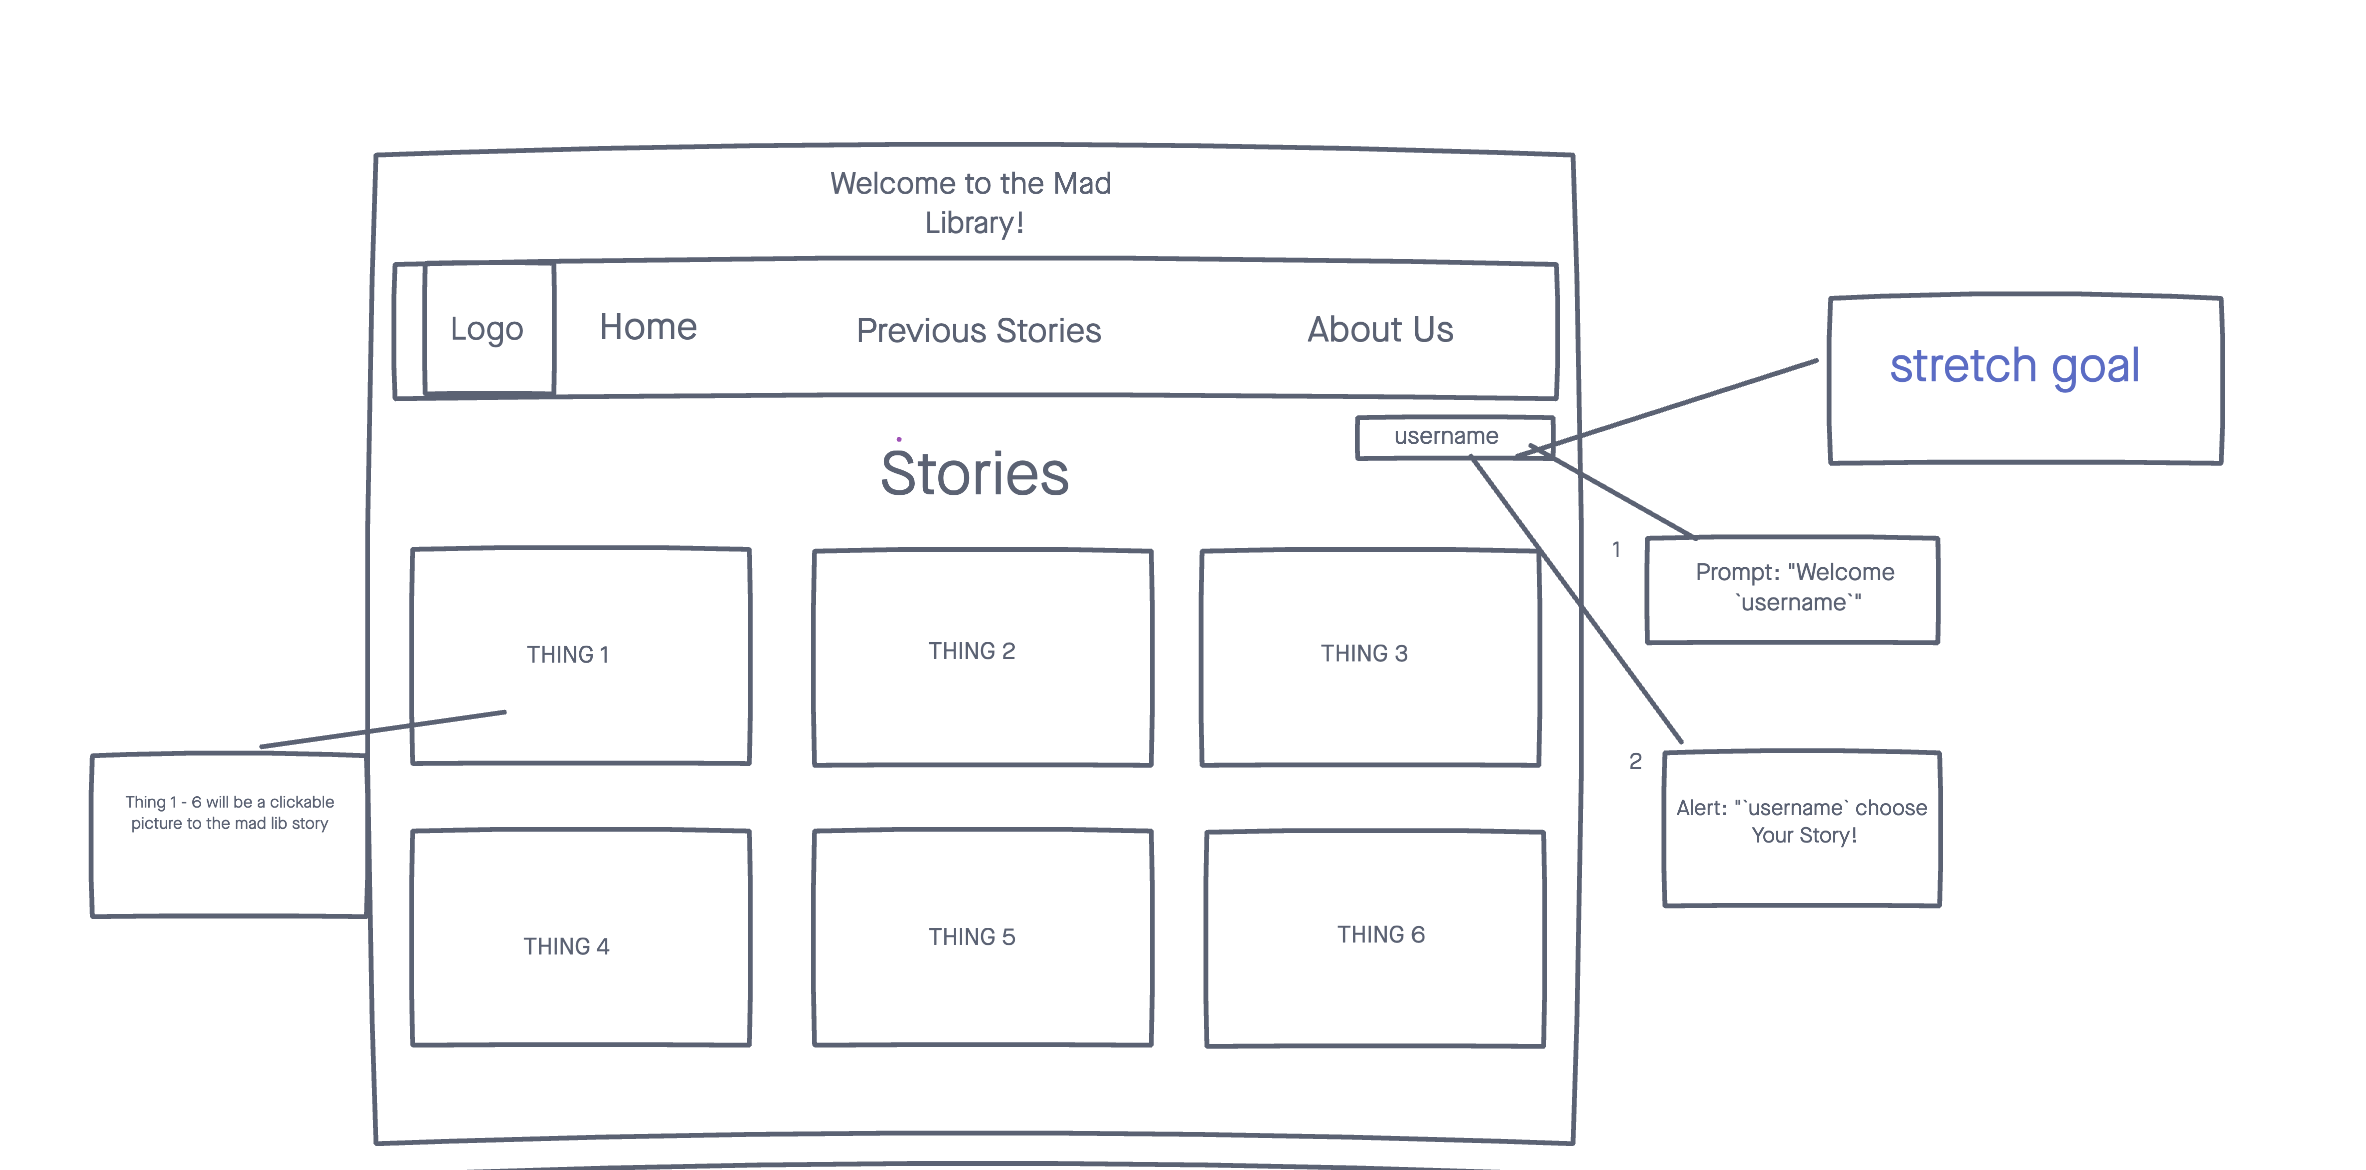 Welcome to the Mad
Library!
Logo
Home
Previous Stories
About Us
stretch goal
username
Stories
1
Prompt: "Welcome
`username`"
THING 1
THING 2
THING 3
2
Alert: "`username` choose
Your Story!
Thing 1 - 6 will be a clickable
picture to the mad lib story
THING 4
THING 5
THING 6